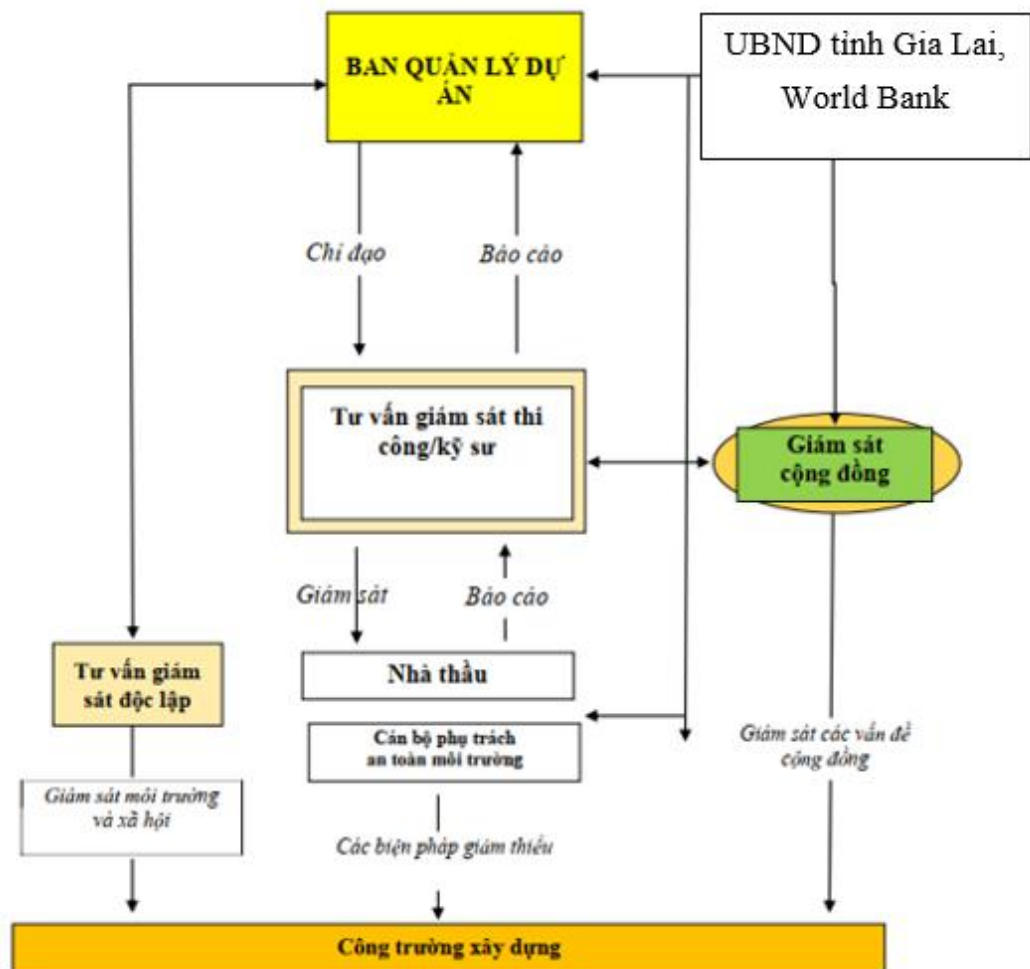 BAN QUẢN LÝ DỰ
ÁN
UBND tỉnh Gia Lai,
World Bank
Chỉ đạo
Báo cáo
Tư vấn giám sát thi
công/kỹ sư
Giám sát
cộng đồng
Giám sát
Báo cáo
Tư vấn giám
sát độc lập
Nhà thầu
Cán bộ phụ trách
an toàn môi trường
Giám sát các vấn đề
cộng đồng
Giám sát môi trường
và xã hội
Các biện pháp giảm thiểu
Công trường xây dựng